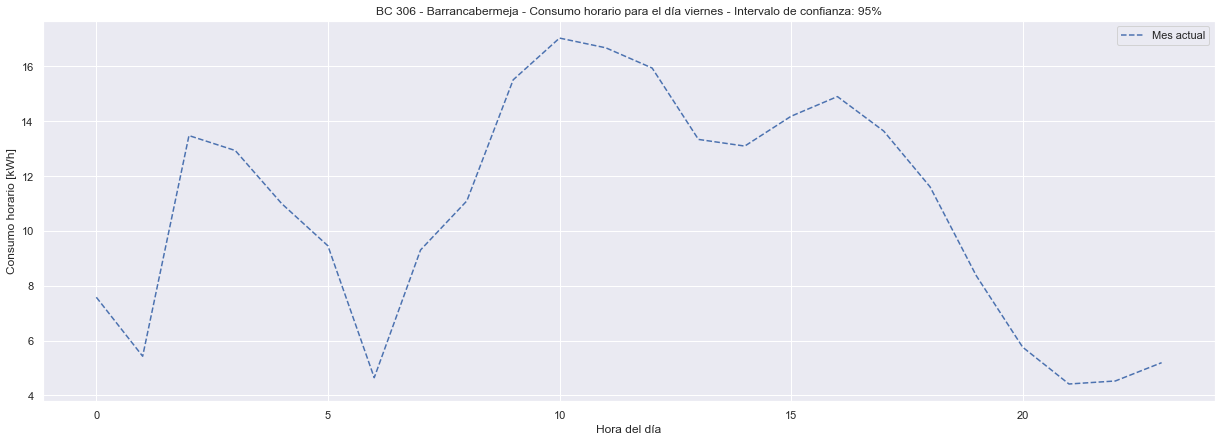 BC 306 - Barrancabermeja - Consumo horario para el día viernes - Intervalo de confianza: 95%
Mes actual
Consumo horario [kWh]
16
14
12
10
8
6
4
0 5 10 15 20
Hora del día